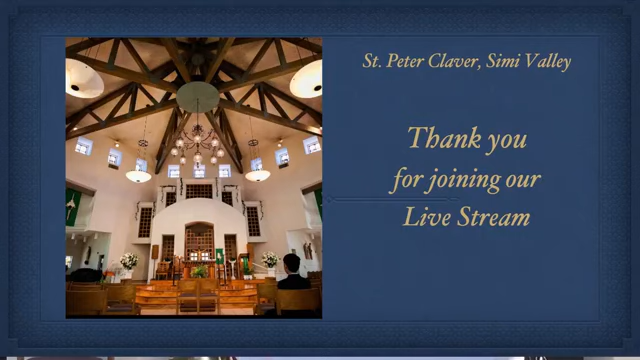 St. Peter Claver, Simi Valley
Thank you
for joining our
Live Stream